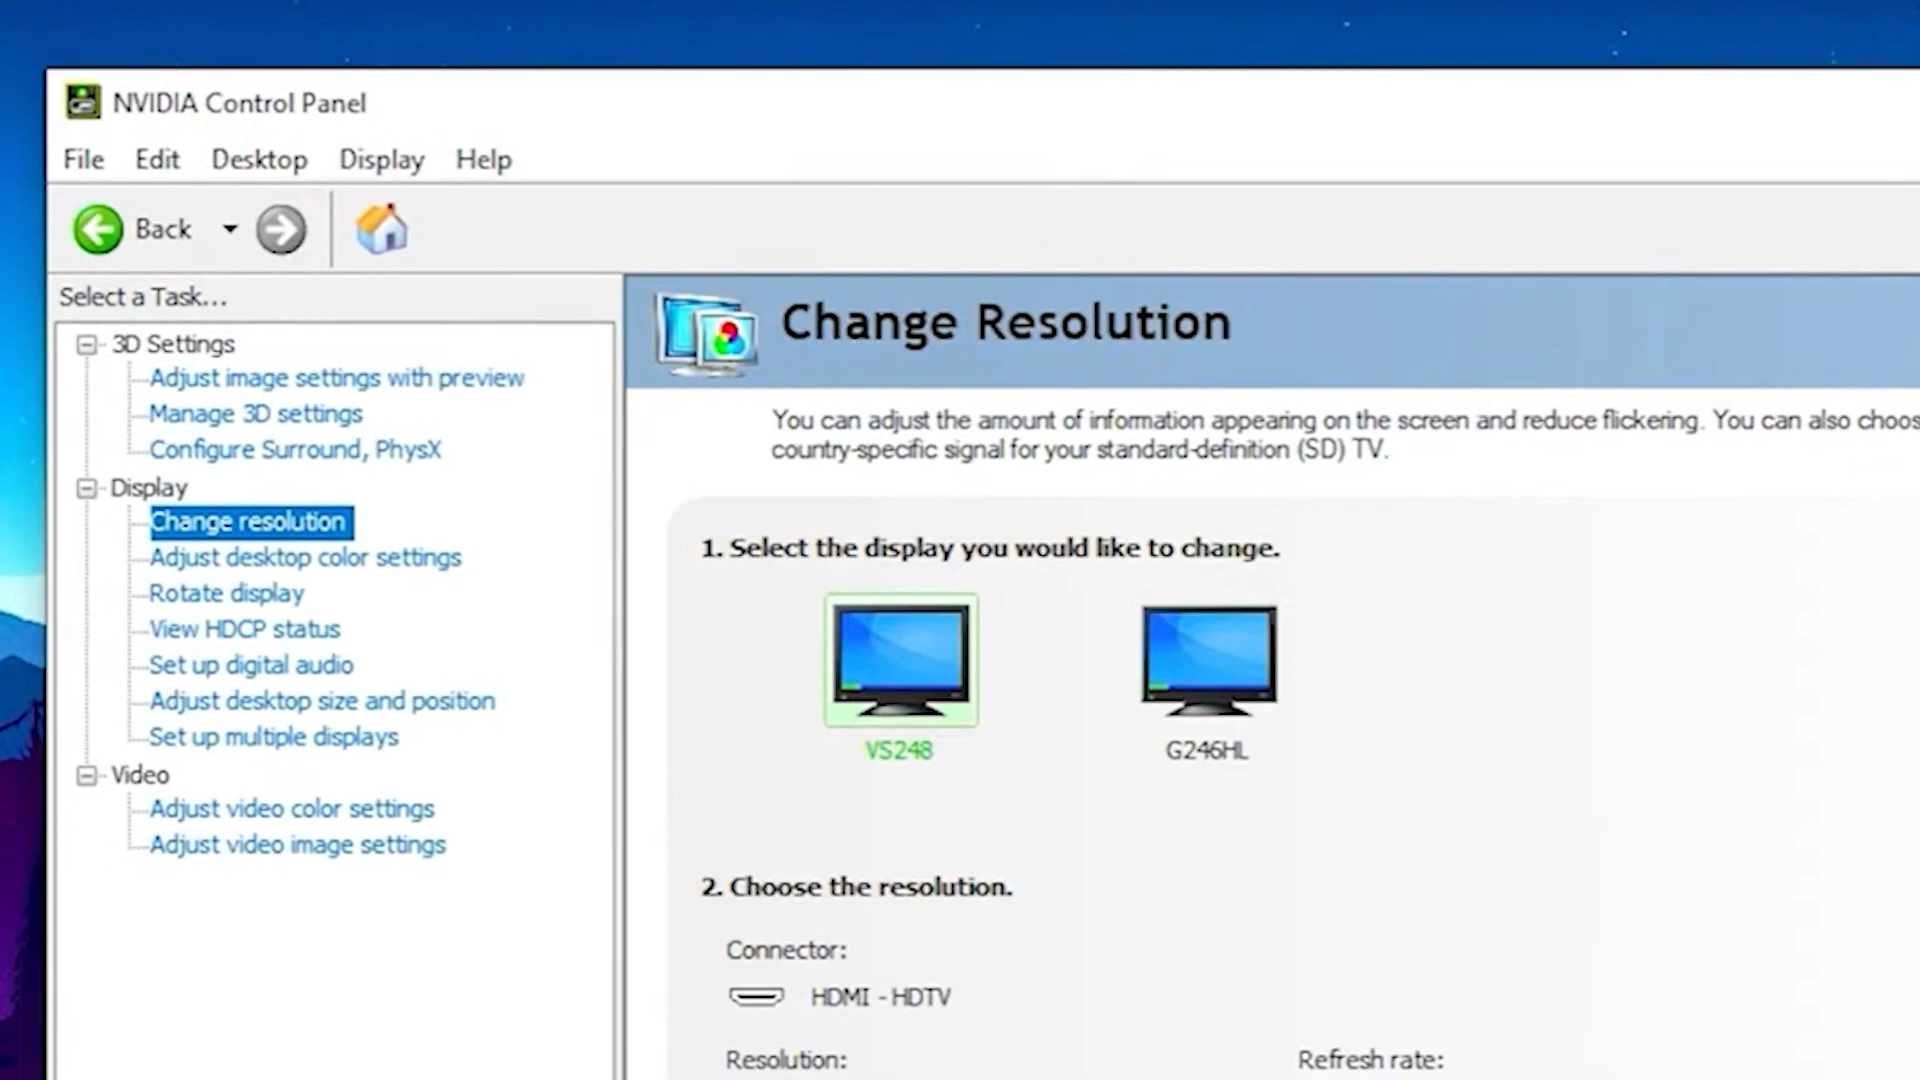 NVIDIA Control Panel
File Edit Desktop Display Help
Back
Select a Task...
3D Settings
Adjust image settings with preview
Manage 3D settings
Configure Surround, PhysX
Display
Change resolution
Adjust desktop color settings
Rotate display
View HDCP status
Set up digital audio
Adjust desktop size and position
Set up multiple displays
Video
Adjust video color settings
Adjust video image settings
Change Resolution
You can adjust the amount of information appearing on the screen and reduce flickering. You can also choos
country-specific signal for your standard-definition (SD) TV.
1. Select the display you would like to change.
VS248 G246HL
2. Choose the resolution.
Connector:
HDMI - HDTV
Resolution: Refresh rate: